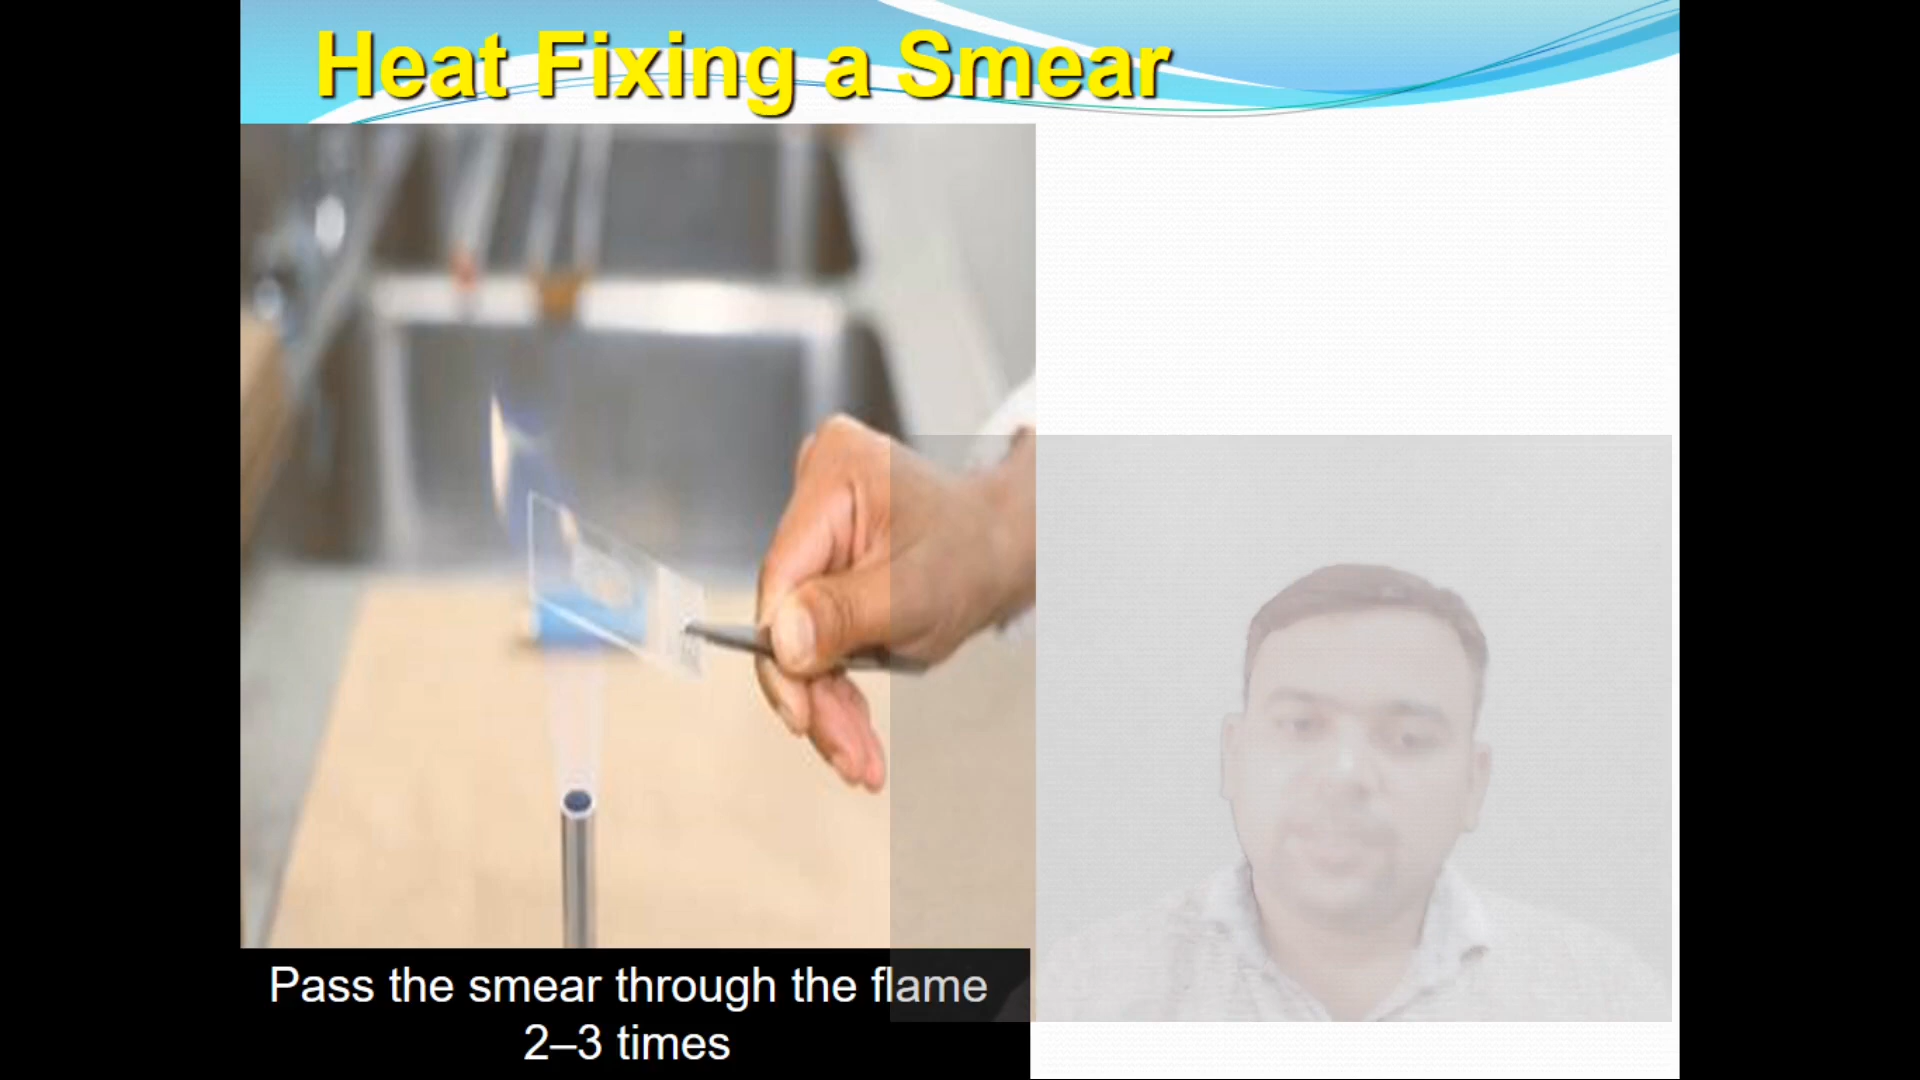 Heat Fixing a Smear
Pass the smear through the flame
2–3 times